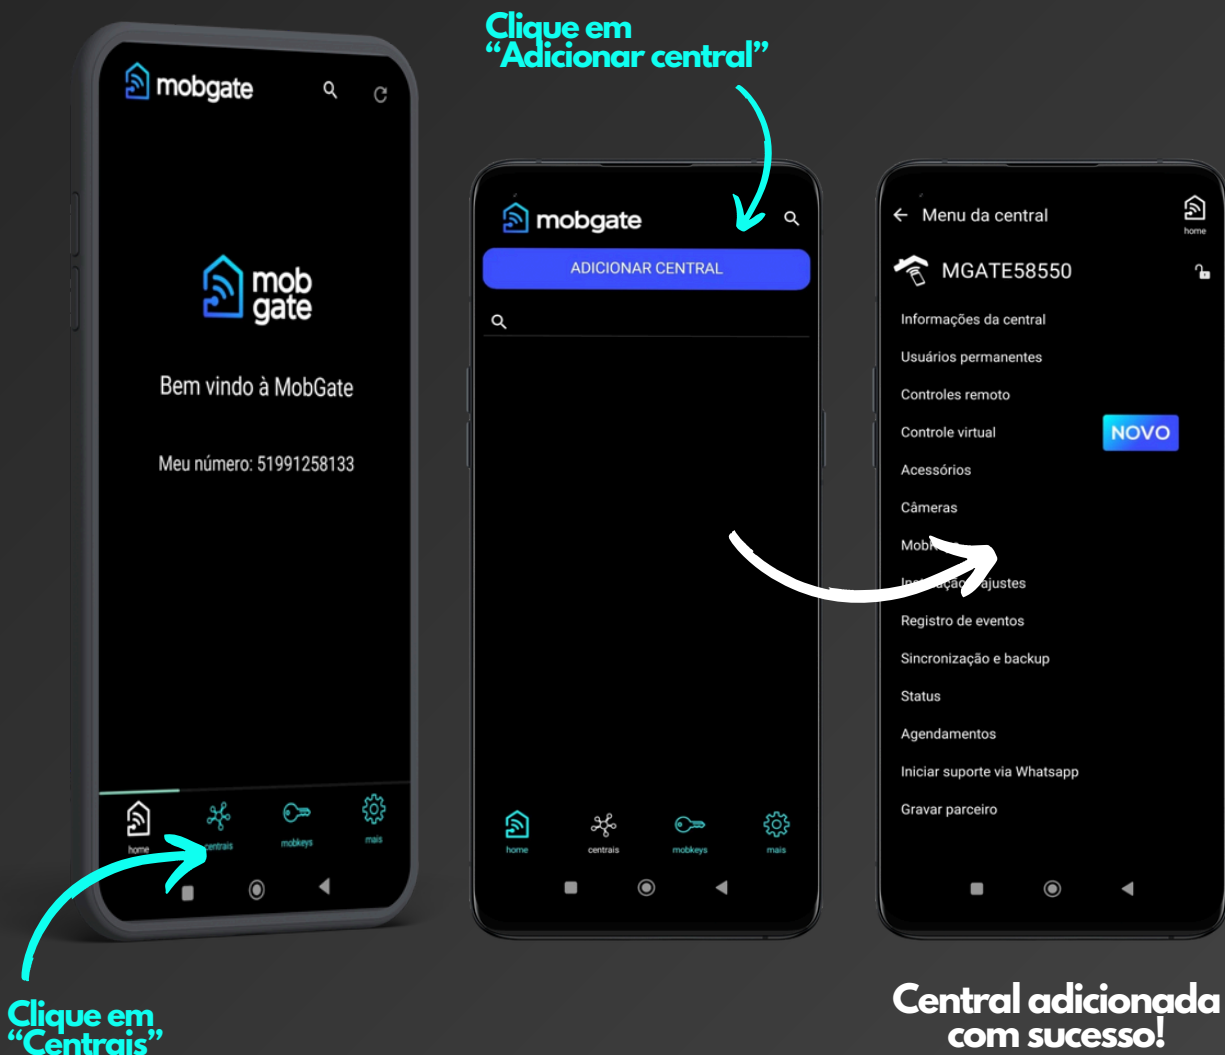 Clique em
“Adicionar central”
mobgate
mob
gate
Bem vindo à MobGate
Meu número: 51991258133
home
centrais
mobkeys
mais
Clique em
“Centrais”
mobgate
ADICIONAR CENTRAL
home
centrais
mobkeys
mais
Menu da central
home
MGATE58550
Informações da central
Usuários permanentes
Controles remoto
Controle virtual
NOVO
Acessórios
Câmeras
ajustes
Registro de eventos
Sincronização e backup
Status
Agendamentos
Iniciar suporte via Whatsapp
Gravar parceiro
Central adicionada
com sucesso!